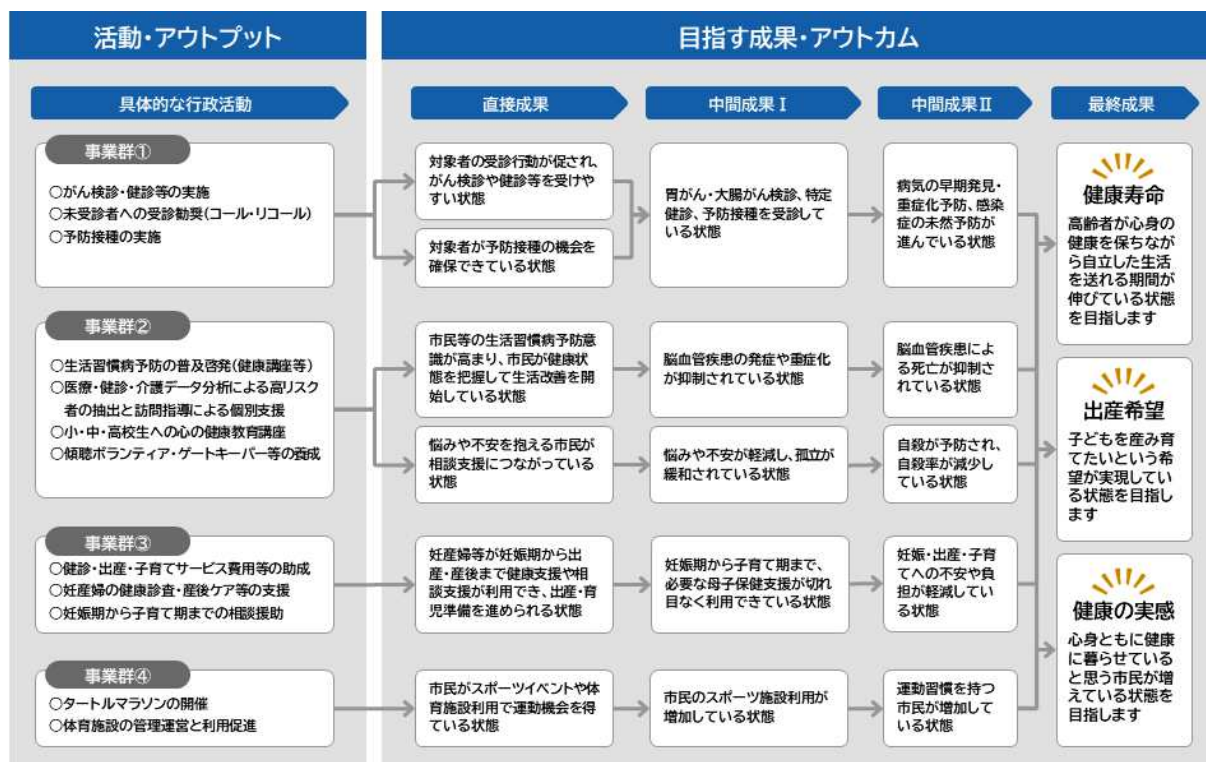 活動・アウトプット
目指す成果・アウトカム
具体的な行政活動
直接成果
中間成果Ⅰ
中間成果Ⅱ
最終成果
事業群①
○がん検診・健診等の実施
○未受診者への受診勧奨(コール・リコール)
○予防接種の実施
対象者の受診行動が促され、
がん検診や健診等を受けや
すい状態
対象者が予防接種の機会を
確保できている状態
胃がん・大腸がん検診、特定
健診、予防接種を受診して
いる状態
病気の早期発見・
重症化予防、感染
症の未然予防が
進んでいる状態
事業群②
○生活習慣病予防の普及啓発(健康講座等)
○医療・健診・介護データ分析による高リスク
者の抽出と訪問指導による個別支援
○小・中・高校生への心の健康教育講座
○傾聴ボランティア・ゲートキーパー等の養成
市民等の生活習慣病予防意
識が高まり、市民が健康状
態を把握して生活改善を開
始している状態
脳血管疾患の発症や重症化
が抑制されている状態
脳血管疾患によ
る死亡が抑制さ
れている状態
悩みや不安を抱える市民が
相談支援につながっている
状態
悩みや不安が軽減し、孤立が
緩和されている状態
自殺が予防され、
自殺率が減少し
ている状態
事業群③
○健診・出産・子育てサービス費用等の助成
○妊産婦の健康診査・産後ケア等の支援
○妊娠期から子育て期までの相談援助
妊産婦等が妊娠期から出
産・産後まで健康支援や相
談支援が利用でき、出産・育
児準備を進められる状態
妊娠期から子育て期まで、
必要な母子保健支援が切れ
目なく利用できている状態
妊娠・出産・子育
てへの不安や負
担が軽減してい
る状態
事業群④
○タートルマラソンの開催
○体育施設の管理運営と利用促進
市民がスポーツイベントや体
育施設利用で運動機会を得
ている状態
市民のスポーツ施設利用が
増加している状態
運動習慣を持つ
市民が増加して
いる状態
健康寿命
高齢者が心身の
健康を保ちなが
ら自立した生活
を送れる期間が
伸びている状態
を目指します
出産希望
子どもを産み育
てたいという希
望が実現してい
る状態を目指し
ます
健康の実感
心身ともに健康
に暮らせている
と思う市民が増
えている状態を
目指します